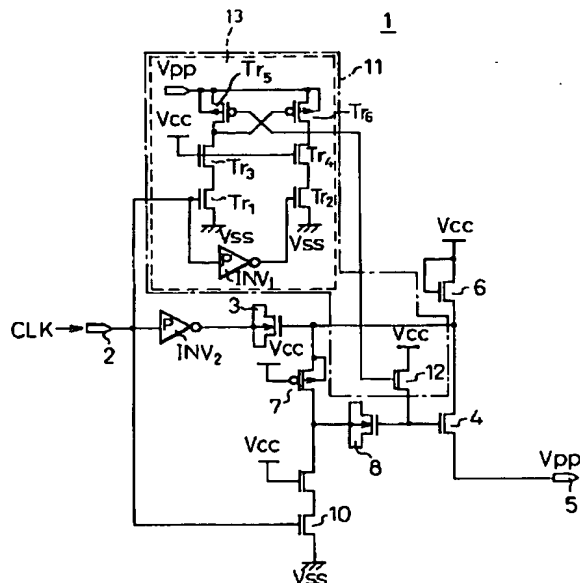 1
13
11
Vpp
Tr5
Tr6
Vcc
Tr3
Tr4
Tr1
Tr2
Vss
Vss
P
INV1
Vcc
6
3
CLK
2
P
INV2
Vcc
Vcc
12
7
4
8
Vcc
Vpp
5
10
Vss